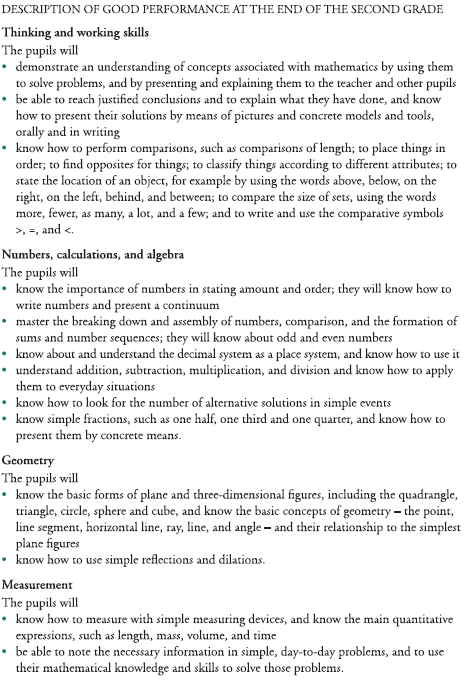 DESCRIPTION OF GOOD PERFORMANCE AT THE END OF THE SECOND GRADE
Thinking and working skills
The pupils will
• demonstrate an understanding of concepts associated with mathematics by using them
to solve problems, and by presenting and explaining them to the teacher and other pupils
• be able to reach justified conclusions and to explain what they have done, and know
how to present their solutions by means of pictures and concrete models and tools,
orally and in writing
• know how to perform comparisons, such as comparisons of length; to place things in
order; to find opposites for things; to classify things according to different attributes; to
state the location of an object, for example by using the words above, below, on the
right, on the left, behind, and between; to compare the size of sets, using the words
more, fewer, as many, a lot, and a few; and to write and use the comparative symbols
>, =, and <.
Numbers, calculations, and algebra
The pupils will
• know the importance of numbers in stating amount and order; they will know how to
write numbers and present a continuum
• master the breaking down and assembly of numbers, comparison, and the formation of
sums and number sequences; they will know about odd and even numbers
• know about and understand the decimal system as a place system, and know how to use it
• understand addition, subtraction, multiplication, and division and know how to apply
them to everyday situations
• know how to look for the number of alternative solutions in simple events
• know simple fractions, such as one half, one third and one quarter, and know how to
present them by concrete means.
Geometry
The pupils will
• know the basic forms of plane and three-dimensional figures, including the quadrangle,
triangle, circle, sphere and cube, and know the basic concepts of geometry – the point,
line segment, horizontal line, ray, line, and angle – and their relationship to the simplest
plane figures
• know how to use simple reflections and dilations.
Measurement
The pupils will
• know how to measure with simple measuring devices, and know the main quantitative
expressions, such as length, mass, volume, and time
• be able to note the necessary information in simple, day-to-day problems, and to use
their mathematical knowledge and skills to solve those problems.